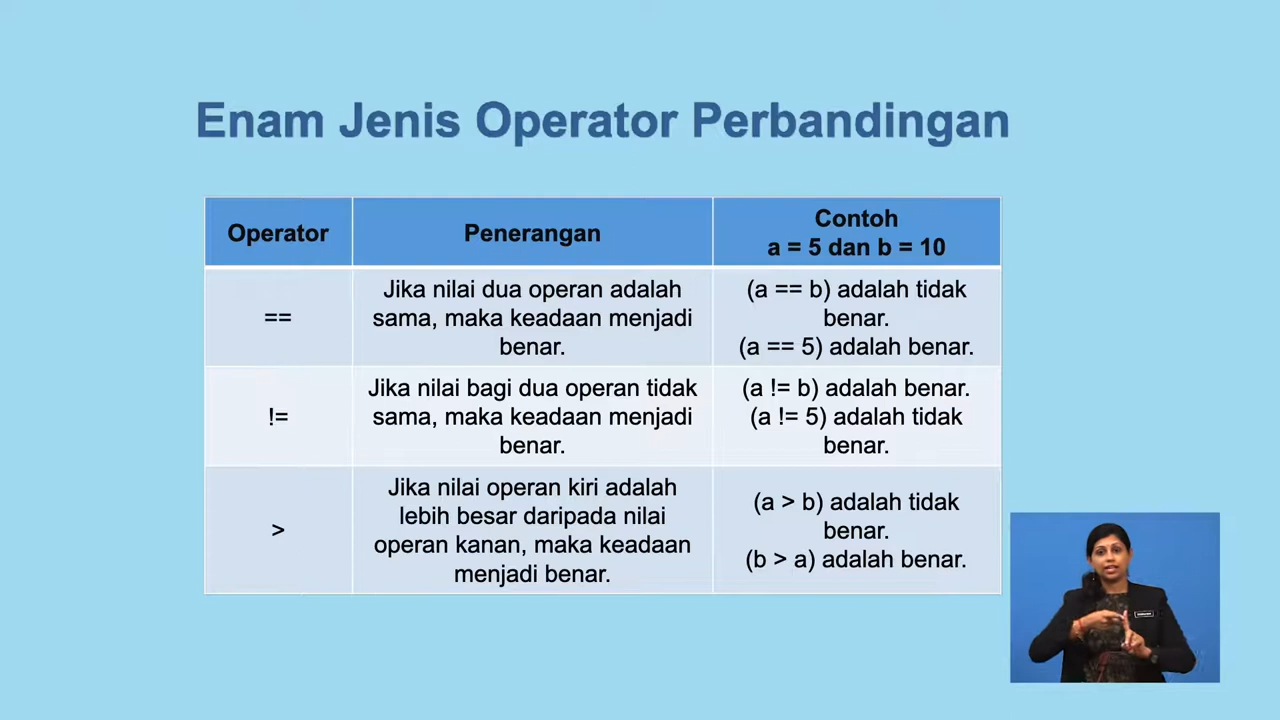 Enam Jenis Operator Perbandingan
Operator
Penerangan
Contoh
a = 5 dan b = 10
==
Jika nilai dua operan adalah
sama, maka keadaan menjadi
benar.
(a == b) adalah tidak
benar.
(a == 5) adalah benar.
!=
Jika nilai bagi dua operan tidak
sama, maka keadaan menjadi
benar.
(a != b) adalah benar.
(a != 5) adalah tidak
benar.
>
Jika nilai operan kiri adalah
lebih besar daripada nilai
operan kanan, maka keadaan
menjadi benar.
(a > b) adalah tidak
benar.
(b > a) adalah benar.